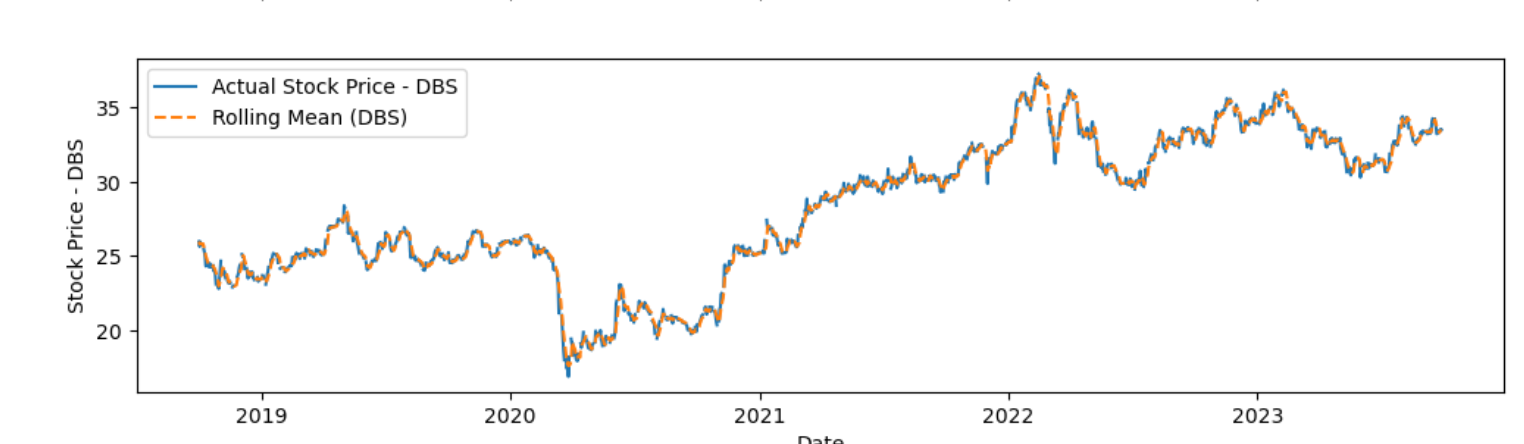 Actual Stock Price - DBS
Rolling Mean (DBS)
Stock Price - DBS
35
30
25
20
2019 2020 2021 2022 2023
Date